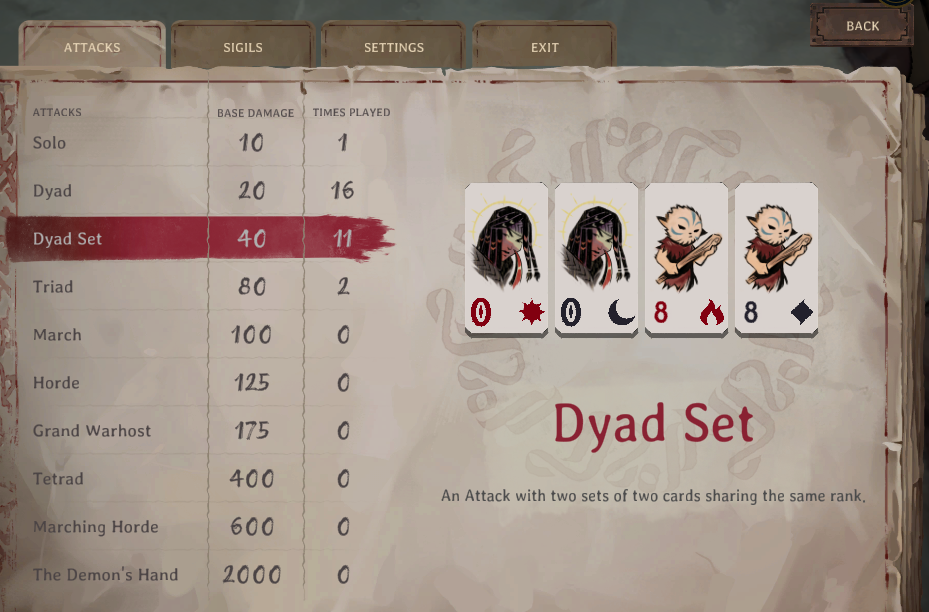 ATTACKS SIGILS SETTINGS EXIT BACK
ATTACKS BASE DAMAGE TIMES PLAYED
Solo 10 1
Dyad 20 16
Dyad Set 40 11
Triad 80 2
March 100 0
Horde 125 0
Grand Warhost 175 0
Tetrad 400 0
Marching Horde 600 0
The Demon's Hand 2000 0
0 0 8 8
Dyad Set
An Attack with two sets of two cards sharing the same rank.